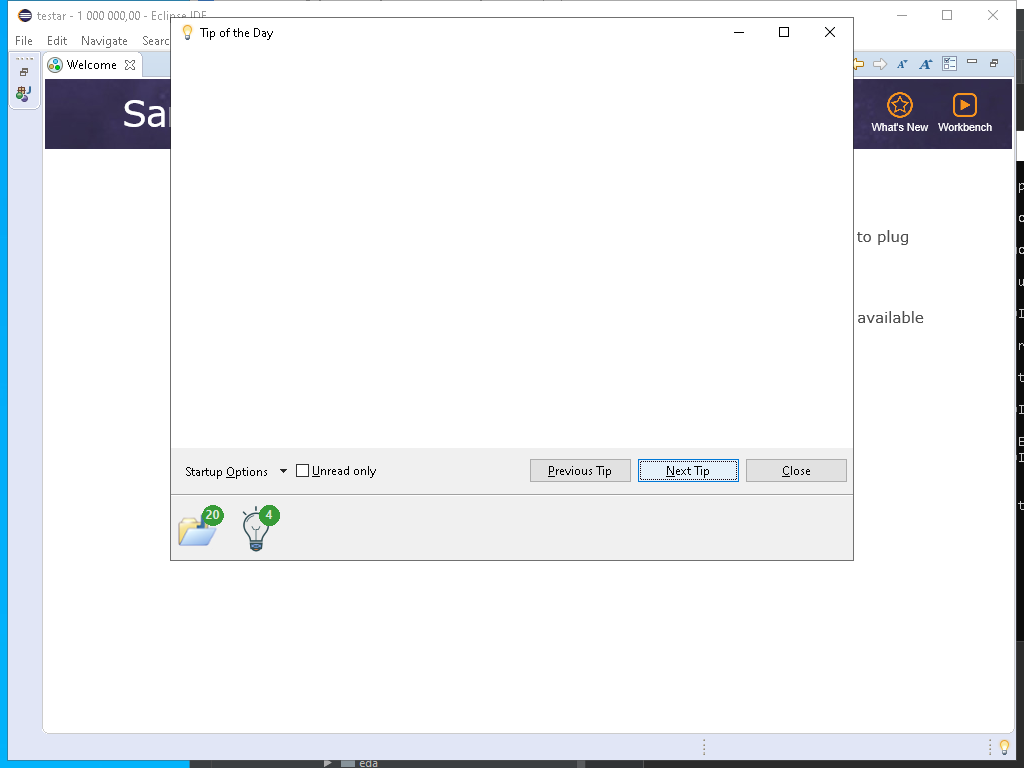 testar - 1 000 000,00 - Eclipse IDE
Tip of the Day
File Edit Navigate Searc
Welcome
What's New
Workbench
to plug
available
Startup Options
Unread only
Previous Tip
Next Tip
Close
20
4
eda